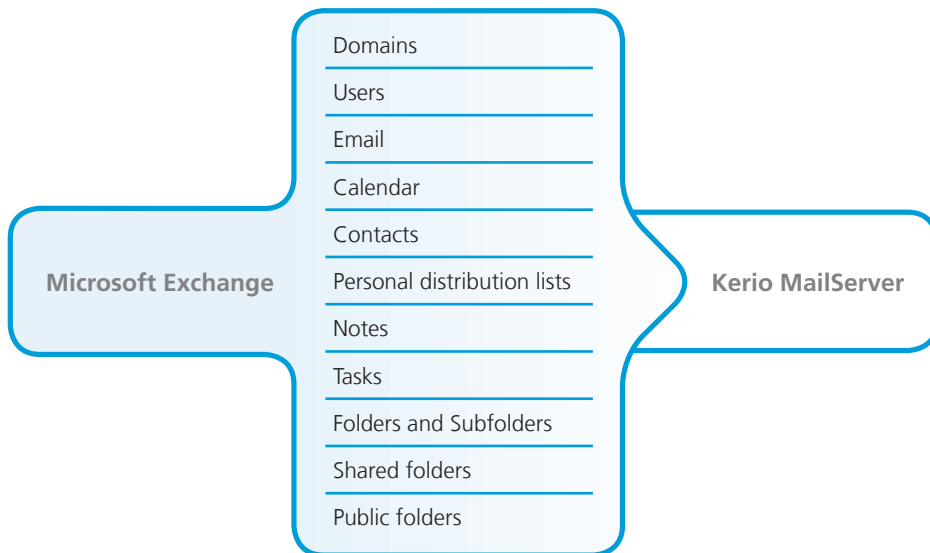 Domains
Users
Email
Calendar
Contacts
Microsoft Exchange
Personal distribution lists
Kerio MailServer
Notes
Tasks
Folders and Subfolders
Shared folders
Public folders